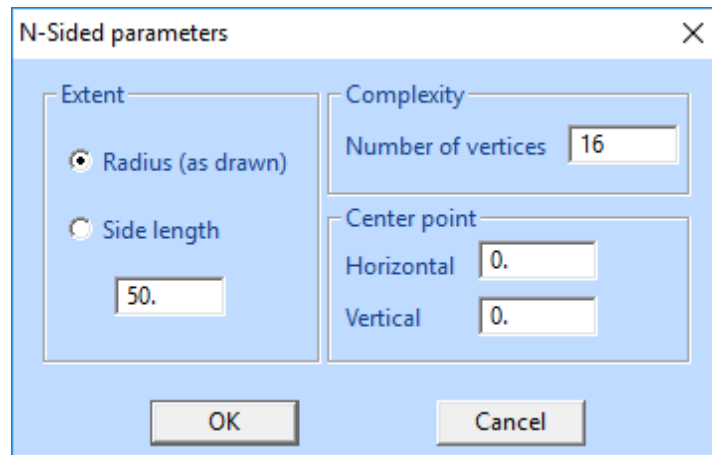 N-Sided parameters
Extent
Radius (as drawn)
Side length
50.
Complexity
Number of vertices 16
Center point
Horizontal 0.
Vertical 0.
OK Cancel